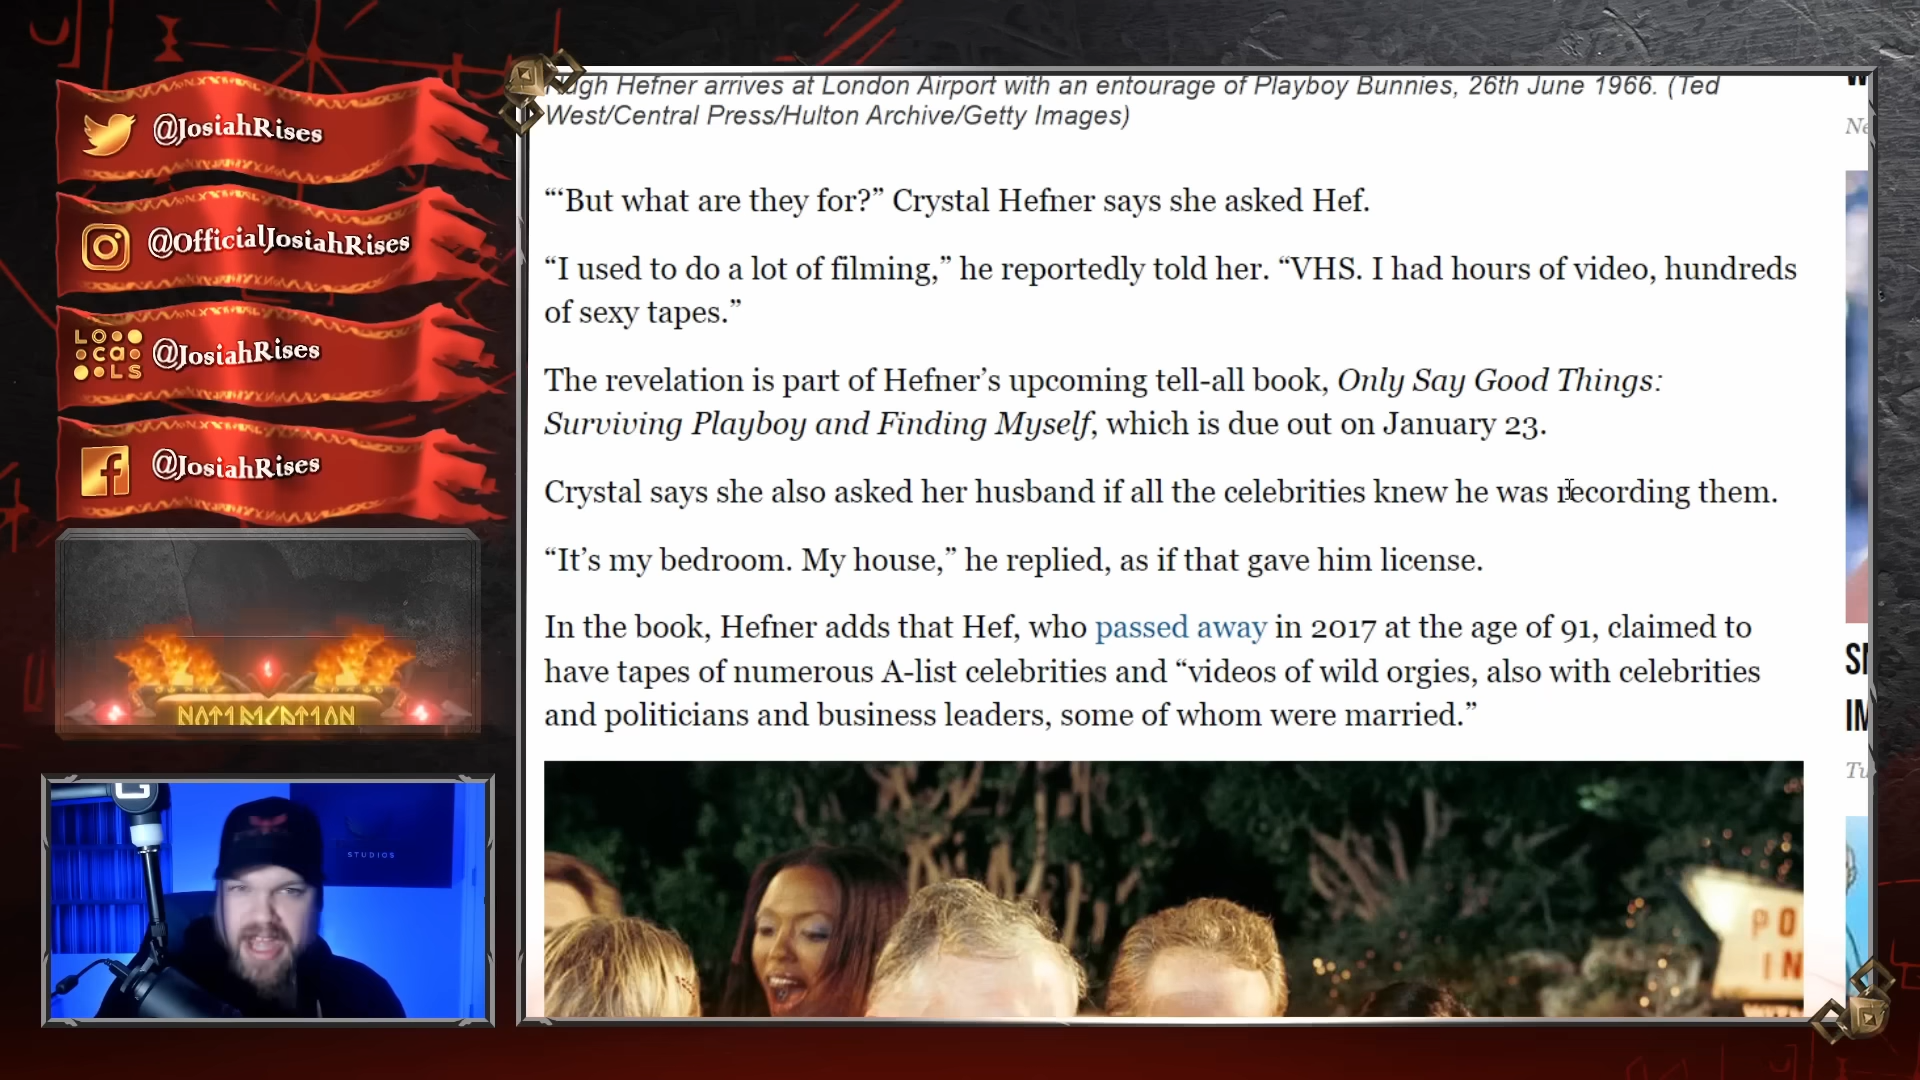 @JosiahRises
@OfficialJosiahRises
LOCALS
@JosiahRises
@JosiahRises
STUDIOS
Hugh Hefner arrives at London Airport with an entourage of Playboy Bunnies, 26th June 1966. (Ted
West/Central Press/Hulton Archive/Getty Images)
“‘But what are they for?” Crystal Hefner says she asked Hef.
“I used to do a lot of filming,” he reportedly told her. “VHS. I had hours of video, hundreds
of sexy tapes.”
The revelation is part of Hefner’s upcoming tell-all book, Only Say Good Things:
Surviving Playboy and Finding Myself, which is due out on January 23.
Crystal says she also asked her husband if all the celebrities knew he was recording them.
“It’s my bedroom. My house,” he replied, as if that gave him license.
In the book, Hefner adds that Hef, who passed away in 2017 at the age of 91, claimed to
have tapes of numerous A-list celebrities and “videos of wild orgies, also with celebrities
and politicians and business leaders, some of whom were married.”